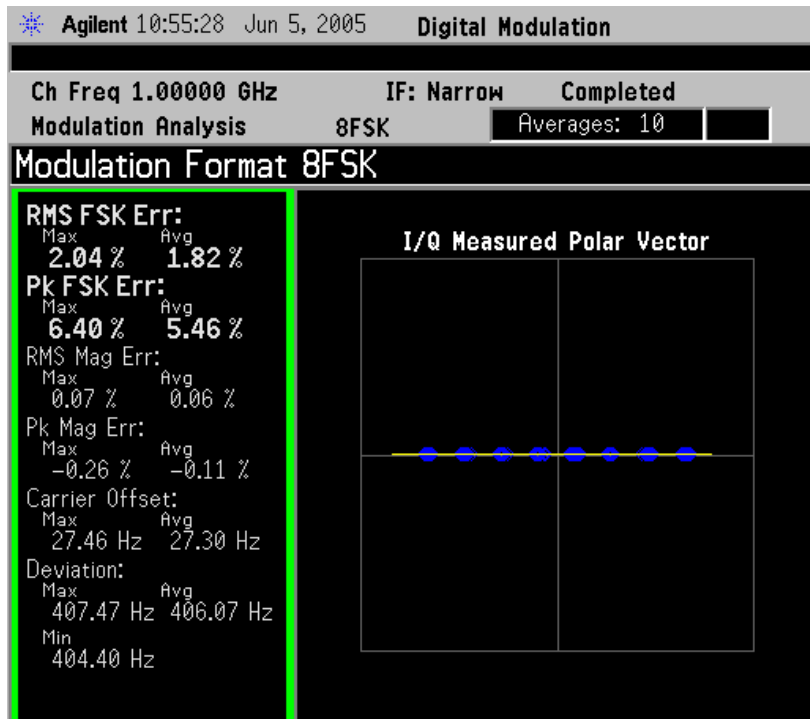 Agilent 10:55:28 Jun 5, 2005 Digital Modulation
Ch Freq 1.00000 GHz IF: Narrow Completed
Modulation Analysis 8FSK Averages: 10
Modulation Format 8FSK
RMS FSK Err:
Max Avg
2.04 % 1.82 %
Pk FSK Err:
Max Avg
6.40 % 5.46 %
RMS Mag Err:
Max Avg
0.07 % 0.06 %
Pk Mag Err:
Max Avg
-0.26 % -0.11 %
Carrier Offset:
Max Avg
27.46 Hz 27.30 Hz
Deviation:
Max Avg
407.47 Hz 406.07 Hz
Min
404.40 Hz
I/Q Measured Polar Vector